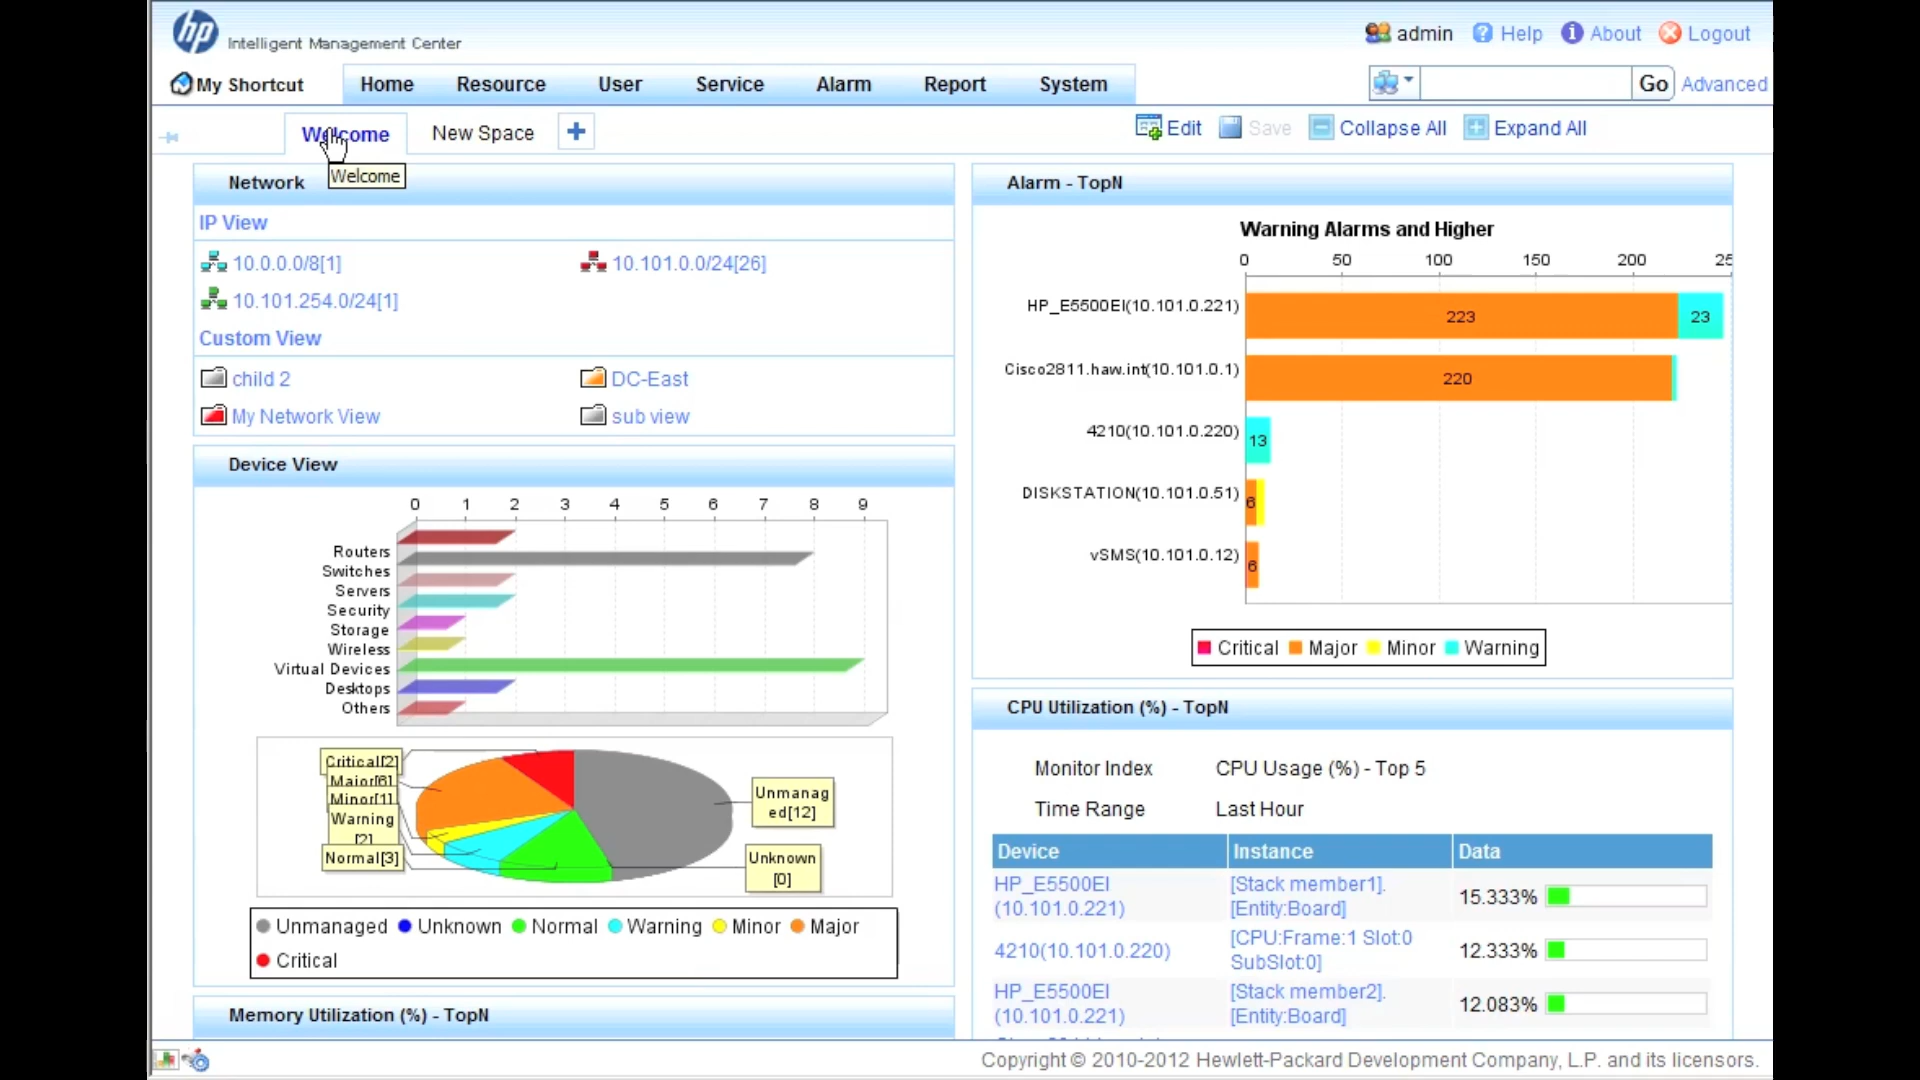 hp
Intelligent Management Center
admin Help About Logout
My Shortcut Home Resource User Service Alarm Report System Go Advanced
Welcome New Space Edit Save Collapse All Expand All
Welcome
Network
IP View
10.0.0.0/8[1] 10.101.0.0/24[26]
10.101.254.0/24[1]
Custom View
child 2 DC-East
My Network View sub view
Device View
0 1 2 3 4 5 6 7 8 9
Routers
Switches
Servers
Security
Storage
Wireless
Virtual Devices
Desktops
Others
Critical[2]
Major[6]
Minor[1]
Warning
[2]
Normal[3]
Unmanag
ed[12]
Unknown
[0]
Unmanaged Unknown Normal Warning Minor Major
Critical
Memory Utilization (%) - TopN
Alarm - TopN
Warning Alarms and Higher
0 50 100 150 200 25
HP_E5500EI(10.101.0.221) 223 23
Cisco2811.haw.int(10.101.0.1) 220
4210(10.101.0.220) 13
DISKSTATION(10.101.0.51) 6
vSMS(10.101.0.12) 6
Critical Major Minor Warning
CPU Utilization (%) - TopN
Monitor Index CPU Usage (%) - Top 5
Time Range Last Hour
Device Instance Data
HP_E5500EI
(10.101.0.221)
[Stack member1].
[Entity:Board]
15.333%
4210(10.101.0.220)
[CPU:Frame:1 Slot:0
SubSlot:0]
12.333%
HP_E5500EI
(10.101.0.221)
[Stack member2].
[Entity:Board]
12.083%
Copyright © 2010-2012 Hewlett-Packard Development Company, L.P. and its licensors.